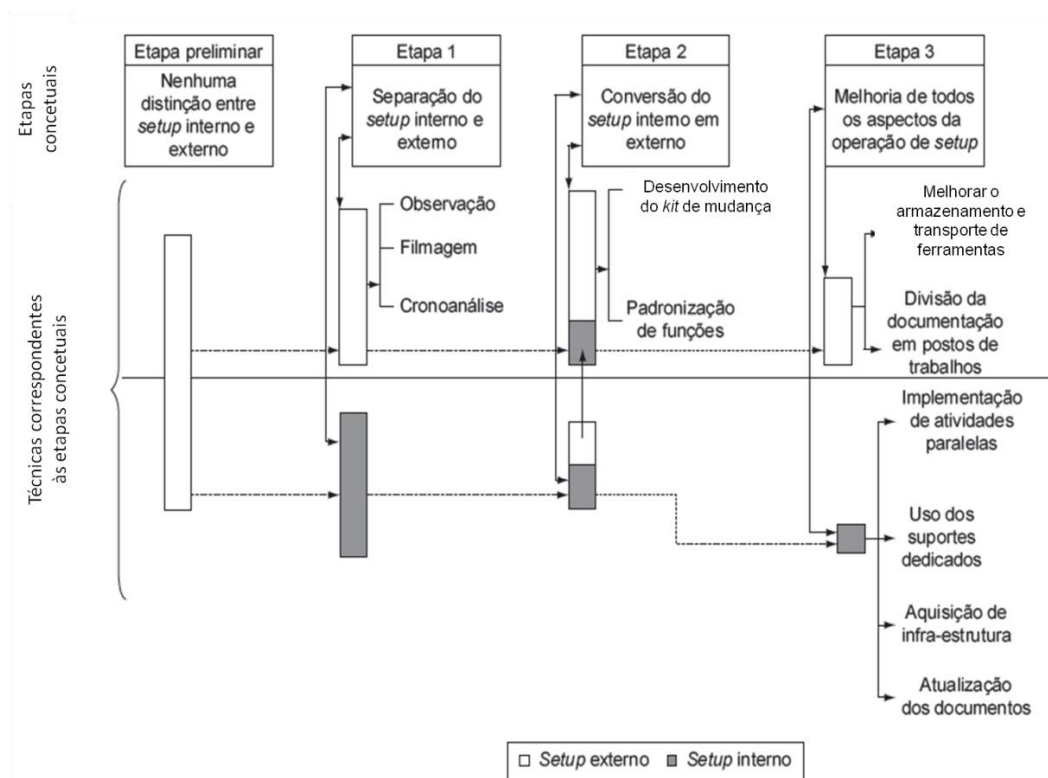 Etapas
concetuais
Etapa preliminar
Nenhuma
distinção entre
setup interno e
externo
Etapa 1
Separação do
setup interno e
externo
Etapa 2
Conversão do
setup interno em
externo
Etapa 3
Melhoria de todos
os aspectos da
operação de setup
Técnicas correspondentes
às etapas concetuais
Observação
Filmagem
Cronoanálise
Desenvolvimento
do kit de mudança
Padronização
de funções
Melhorar o
armazenamento e
transporte de
ferramentas
Divisão da
documentação
em postos de
trabalhos
Implementação
de atividades
paralelas
Uso dos
suportes
dedicados
Aquisição de
infra-estrutura
Atualização
dos documentos
Setup externo
Setup interno